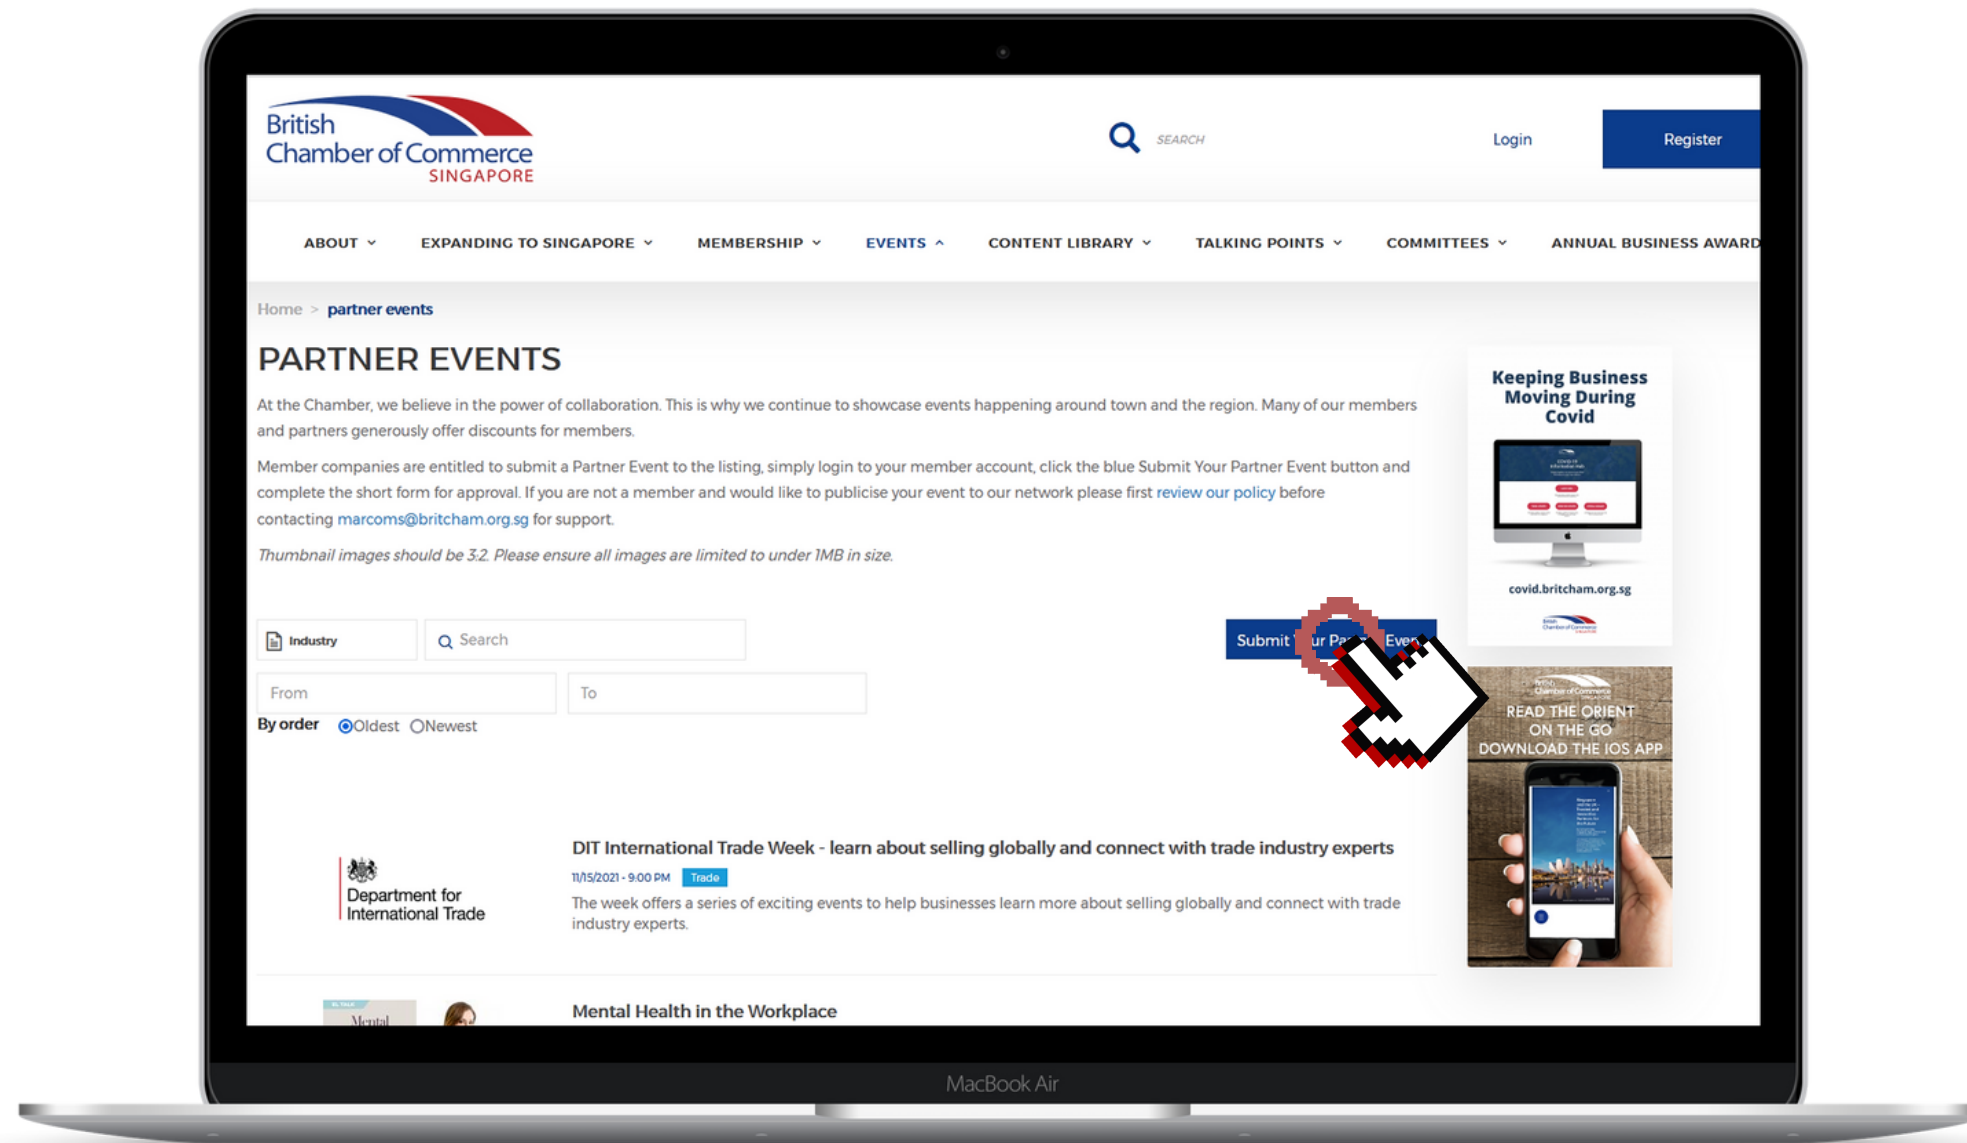 British
Chamber of Commerce
SINGAPORE
SEARCH
Login
Register
ABOUT
EXPANDING TO SINGAPORE
MEMBERSHIP
EVENTS
CONTENT LIBRARY
TALKING POINTS
COMMITTEES
ANNUAL BUSINESS AWARD
Home > partner events
PARTNER EVENTS
At the Chamber, we believe in the power of collaboration. This is why we continue to showcase events happening around town and the region. Many of our members
and partners generously offer discounts for members.
Member companies are entitled to submit a Partner Event to the listing, simply login to your member account, click the blue Submit Your Partner Event button and
complete the short form for approval. If you are not a member and would like to publicise your event to our network please first review our policy before
contacting marcoms@britcham.org.sg for support.
Thumbnail images should be 3:2. Please ensure all images are limited to under 1MB in size.
Industry
Search
Submit
From
To
By order Oldest Newest
DIT International Trade Week - learn about selling globally and connect with trade industry experts
11/15/2021 - 9:00 PM Trade
The week offers a series of exciting events to help businesses learn more about selling globally and connect with trade
industry experts.
Department for
International Trade
Mental Health in the Workplace
Mental
Keeping Business
Moving During
Covid
covid.britcham.org.sg
British
Chamber of Commerce
SINGAPORE
READ THE ORIENT
ON THE GO
DOWNLOAD THE IOS APP
MacBook Air